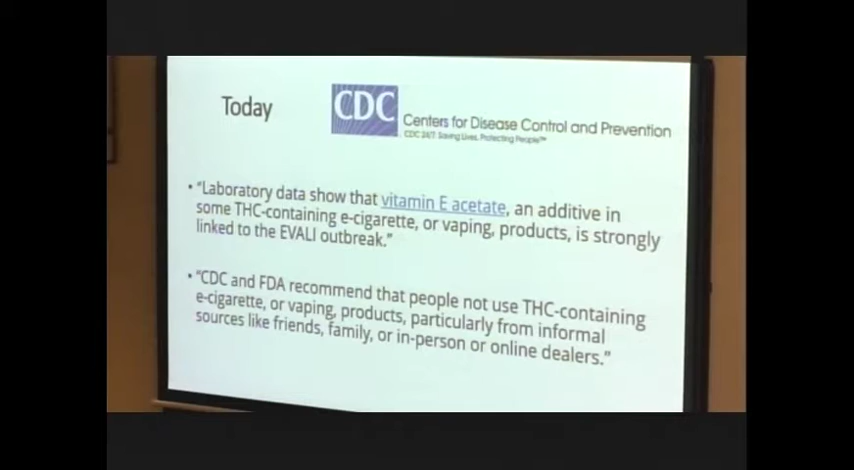 Today
CDC
Centers for Disease Control and Prevention
CDC 24/7: Saving Lives, Protecting People™
• "Laboratory data show that vitamin E acetate, an additive in
some THC-containing e-cigarette, or vaping, products, is strongly
linked to the EVALI outbreak."
• "CDC and FDA recommend that people not use THC-containing
e-cigarette, or vaping, products, particularly from informal
sources like friends, family, or in-person or online dealers."